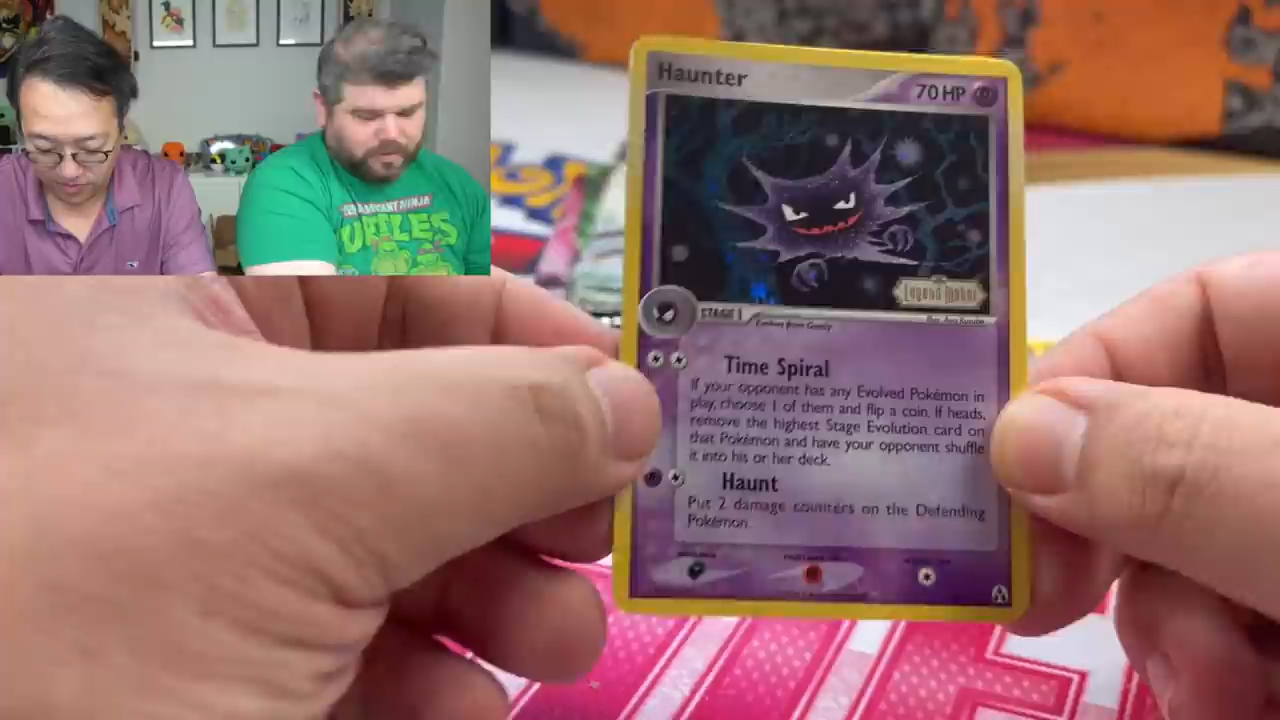 Haunter
70 HP
Legend Maker
STAGE 1
Evolves from Gastly
Time Spiral
If your opponent has any Evolved Pokémon in
play, choose 1 of them and flip a coin. If heads,
remove the highest Stage Evolution card on
that Pokémon and have your opponent shuffle
it into his or her deck.
Haunt
Put 2 damage counters on the Defending
Pokémon.
TURTLES